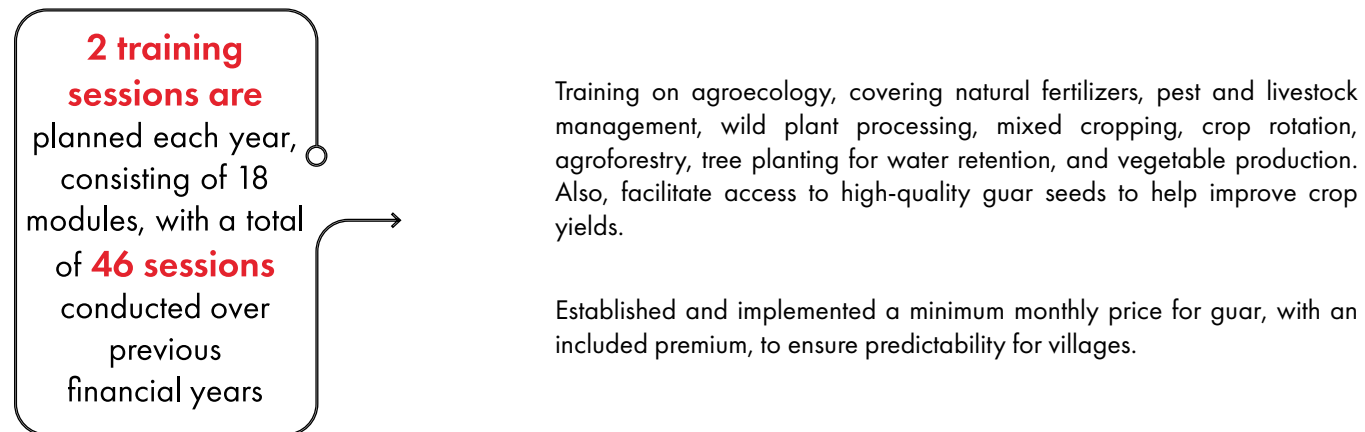 2 training
sessions are
planned each year,
consisting of 18
modules, with a total
of 46 sessions
conducted over
previous
financial years
Training on agroecology, covering natural fertilizers, pest and livestock
management, wild plant processing, mixed cropping, crop rotation,
agroforestry, tree planting for water retention, and vegetable production.
Also, facilitate access to high-quality guar seeds to help improve crop
yields.
Established and implemented a minimum monthly price for guar, with an
included premium, to ensure predictability for villages.